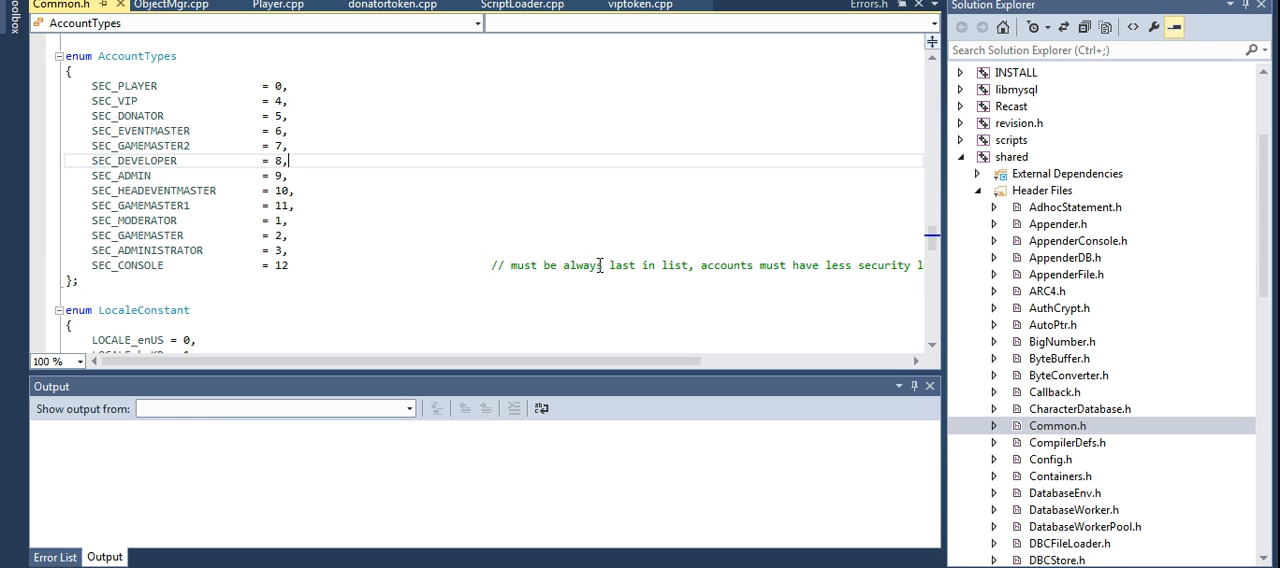 Common.h
ObjectMgr.cpp
Player.cpp
donatortoken.cpp
ScriptLoader.cpp
viptoken.cpp
Errors.h
AccountTypes
enum AccountTypes
{
SEC_PLAYER = 0,
SEC_VIP = 4,
SEC_DONATOR = 5,
SEC_EVENTMASTER = 6,
SEC_GAMEMASTER2 = 7,
SEC_DEVELOPER = 8,
SEC_ADMIN = 9,
SEC_HEADEVENTMASTER = 10,
SEC_GAMEMASTER1 = 11,
SEC_MODERATOR = 1,
SEC_GAMEMASTER = 2,
SEC_ADMINISTRATOR = 3,
SEC_CONSOLE = 12 // must be always last in list, accounts must have less security l
};
enum LocaleConstant
{
LOCALE_enUS = 0,
100 %
Output
Show output from:
Error List
Output
Solution Explorer
Search Solution Explorer (Ctrl+;)
INSTALL
libmysql
Recast
revision.h
scripts
shared
External Dependencies
Header Files
AdhocStatement.h
Appender.h
AppenderConsole.h
AppenderDB.h
AppenderFile.h
ARC4.h
AuthCrypt.h
AutoPtr.h
BigNumber.h
ByteBuffer.h
ByteConverter.h
Callback.h
CharacterDatabase.h
Common.h
CompilerDefs.h
Config.h
Containers.h
DatabaseEnv.h
DatabaseWorker.h
DatabaseWorkerPool.h
DBCFileLoader.h
DBCStore.h